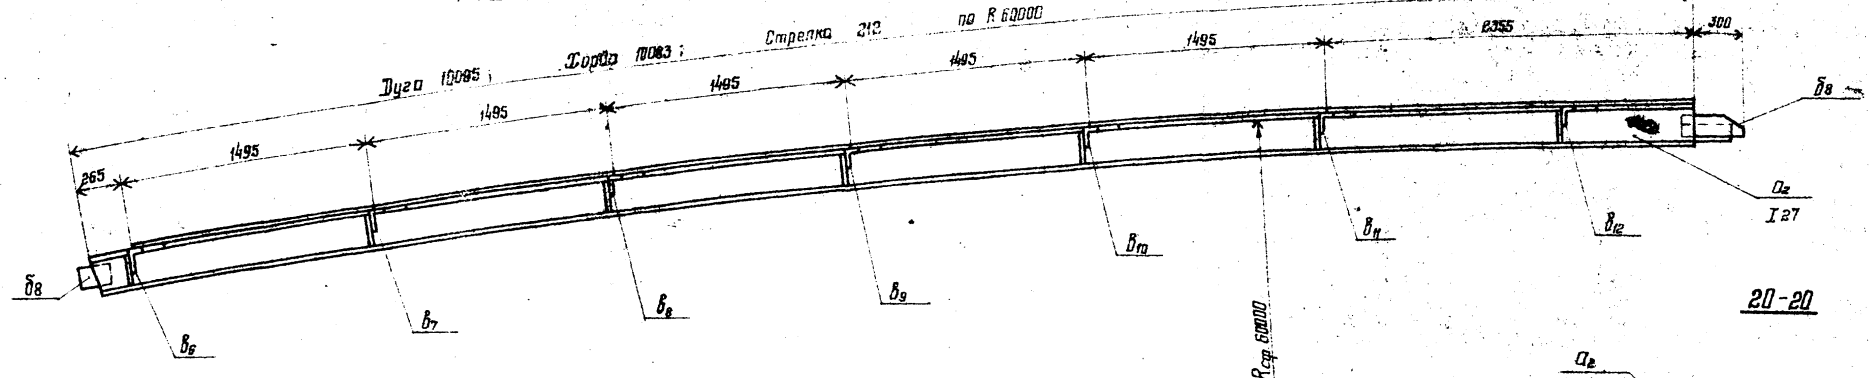 Дуга 10095; Хорда 10083; Стрелка 212 по R 60000
265
1495
1495
1495
1495
1495
2355
300
б8
б8
в6
в7
в8
в9
в10
в11
в12
а2
I 27
Rср. 60000
20-20
а2